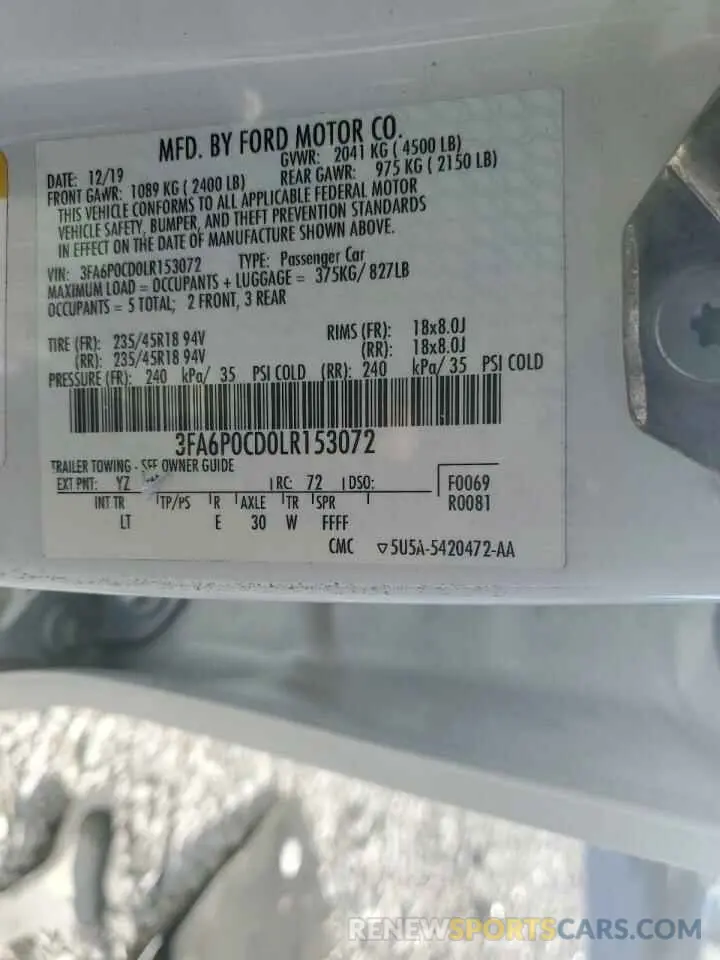 MFD. BY FORD MOTOR CO.
DATE: 12/19 GVWR: 2041 KG ( 4500 LB)
FRONT GAWR: 1089 KG ( 2400 LB) REAR GAWR: 975 KG ( 2150 LB)
THIS VEHICLE CONFORMS TO ALL APPLICABLE FEDERAL MOTOR
VEHICLE SAFETY, BUMPER, AND THEFT PREVENTION STANDARDS
IN EFFECT ON THE DATE OF MANUFACTURE SHOWN ABOVE.
VIN: 3FA6P0CD0LR153072 TYPE: Passenger Car
MAXIMUM LOAD = OCCUPANTS + LUGGAGE = 375KG/ 827LB
OCCUPANTS = 5 TOTAL; 2 FRONT, 3 REAR
TIRE (FR): 235/45R18 94V RIMS (FR): 18x8.0J
(RR): 235/45R18 94V (RR): 18x8.0J
PRESSURE (FR): 240 kPa/ 35 PSI COLD (RR): 240 kPa/ 35 PSI COLD
3FA6P0CD0LR153072
TRAILER TOWING - SEE OWNER GUIDE
EXT PNT: YZ RC: 72 DSO: F0069
INT TR TP/PS R AXLE TR SPR R0081
LT E 30 W FFFF
CMC ▽5U5A-5420472-AA
RENEWSPORTSCARS.COM